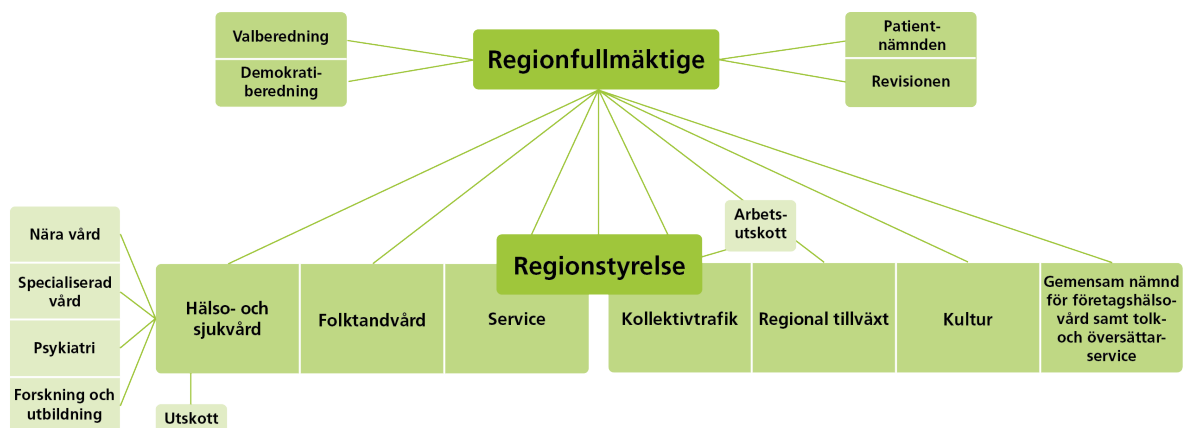 Valberedning
Demokrati-
beredning
Regionfullmäktige
Patient-
nämnden
Revisionen
Arbets-
utskott
Regionstyrelse
Nära vård
Specialiserad
vård
Psykiatri
Forskning och
utbildning
Hälso- och
sjukvård
Folktandvård
Service
Kollektivtrafik
Regional tillväxt
Kultur
Gemensam nämnd
för företagshälso-
vård samt tolk-
och översättar-
service
Utskott